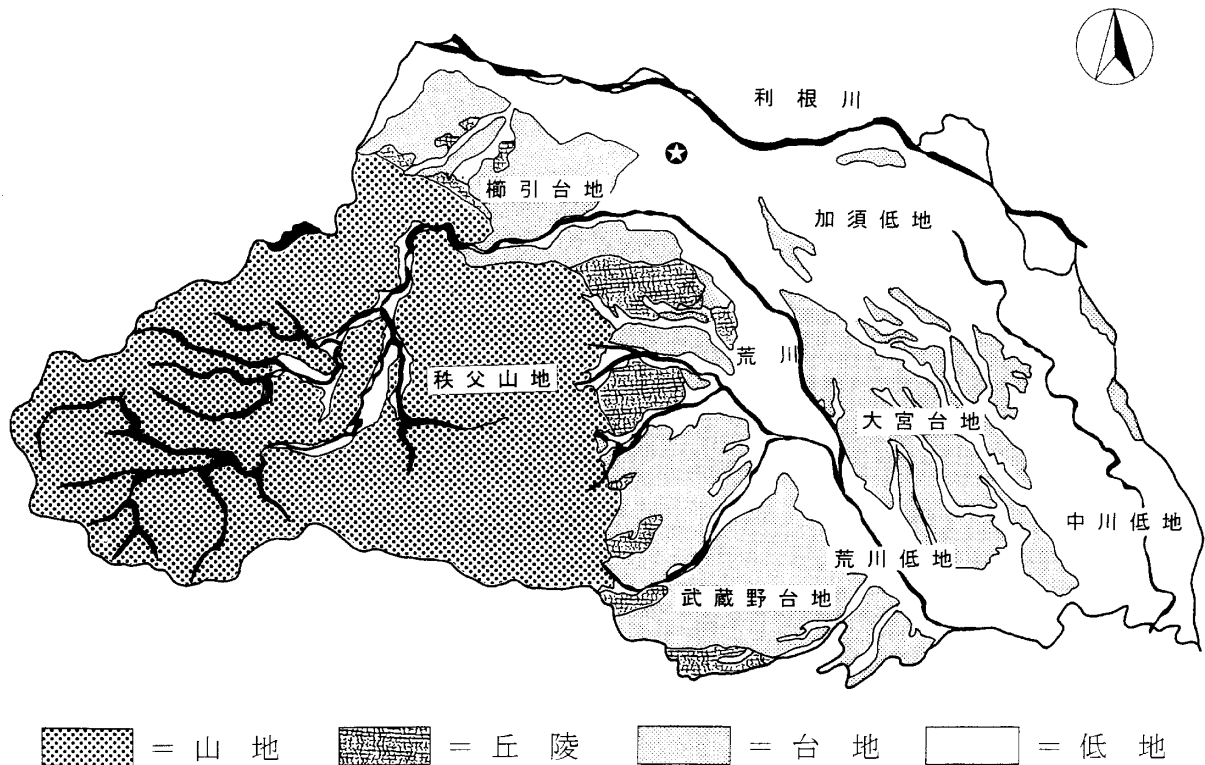 利根川
櫛引台地
加須低地
荒川
秩父山地
大宮台地
中川低地
荒川低地
武蔵野台地
=山地 =丘陵 =台地 =低地